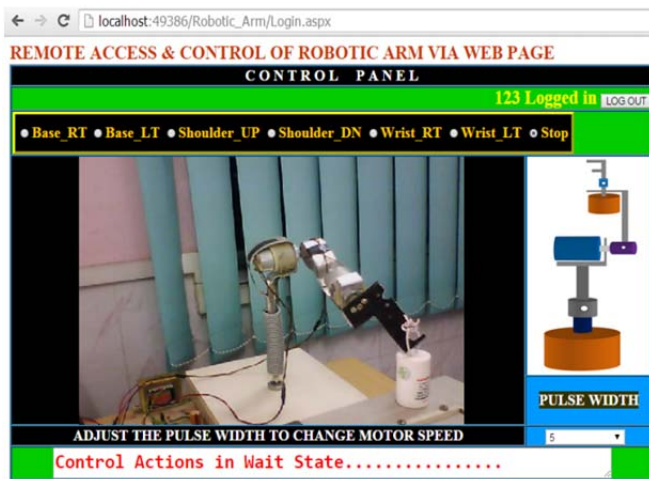 localhost:49386/Robotic_Arm/Login.aspx
REMOTE ACCESS & CONTROL OF ROBOTIC ARM VIA WEB PAGE
CONTROL PANEL
123 Logged in LOG OUT
Base_RT Base_LT Shoulder_UP Shoulder_DN Wrist_RT Wrist_LT Stop
PULSE WIDTH
ADJUST THE PULSE WIDTH TO CHANGE MOTOR SPEED
5
Control Actions in Wait State................